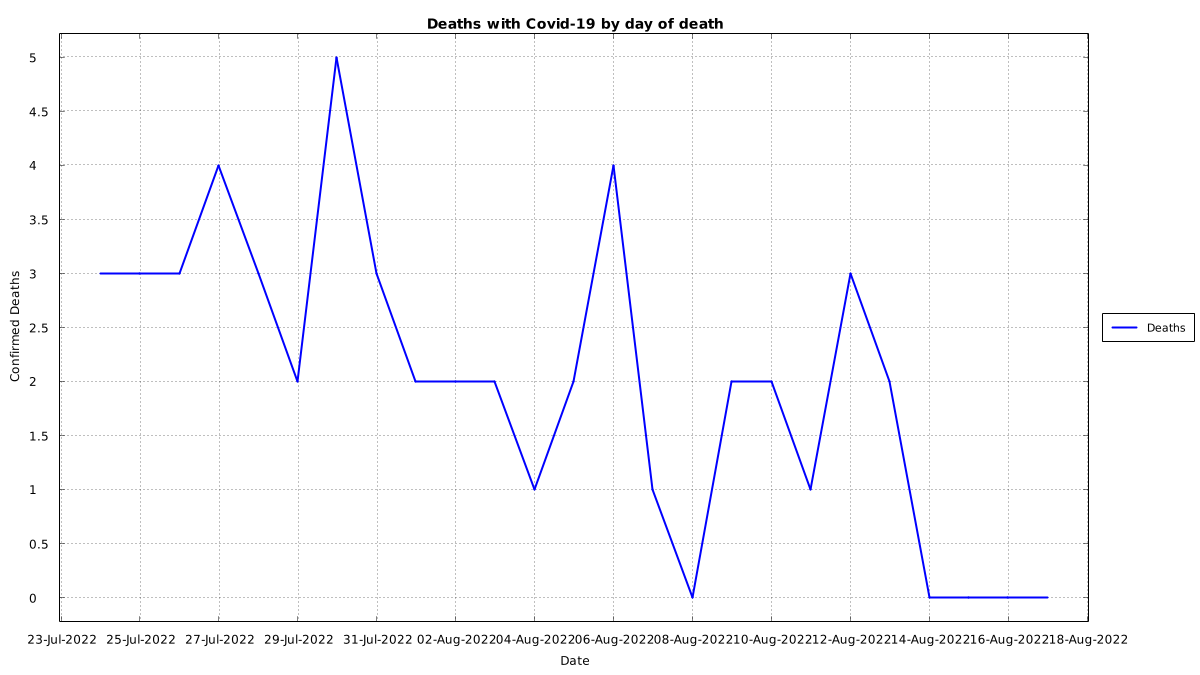 Deaths with Covid-19 by day of death
5
4.5
4
3.5
3
2.5
2
1.5
1
0.5
0
Confirmed Deaths
Deaths
23-Jul-2022 25-Jul-2022 27-Jul-2022 29-Jul-2022 31-Jul-2022 02-Aug-2022 04-Aug-2022 06-Aug-2022 08-Aug-2022 10-Aug-2022 12-Aug-2022 14-Aug-2022 16-Aug-2022 18-Aug-2022
Date